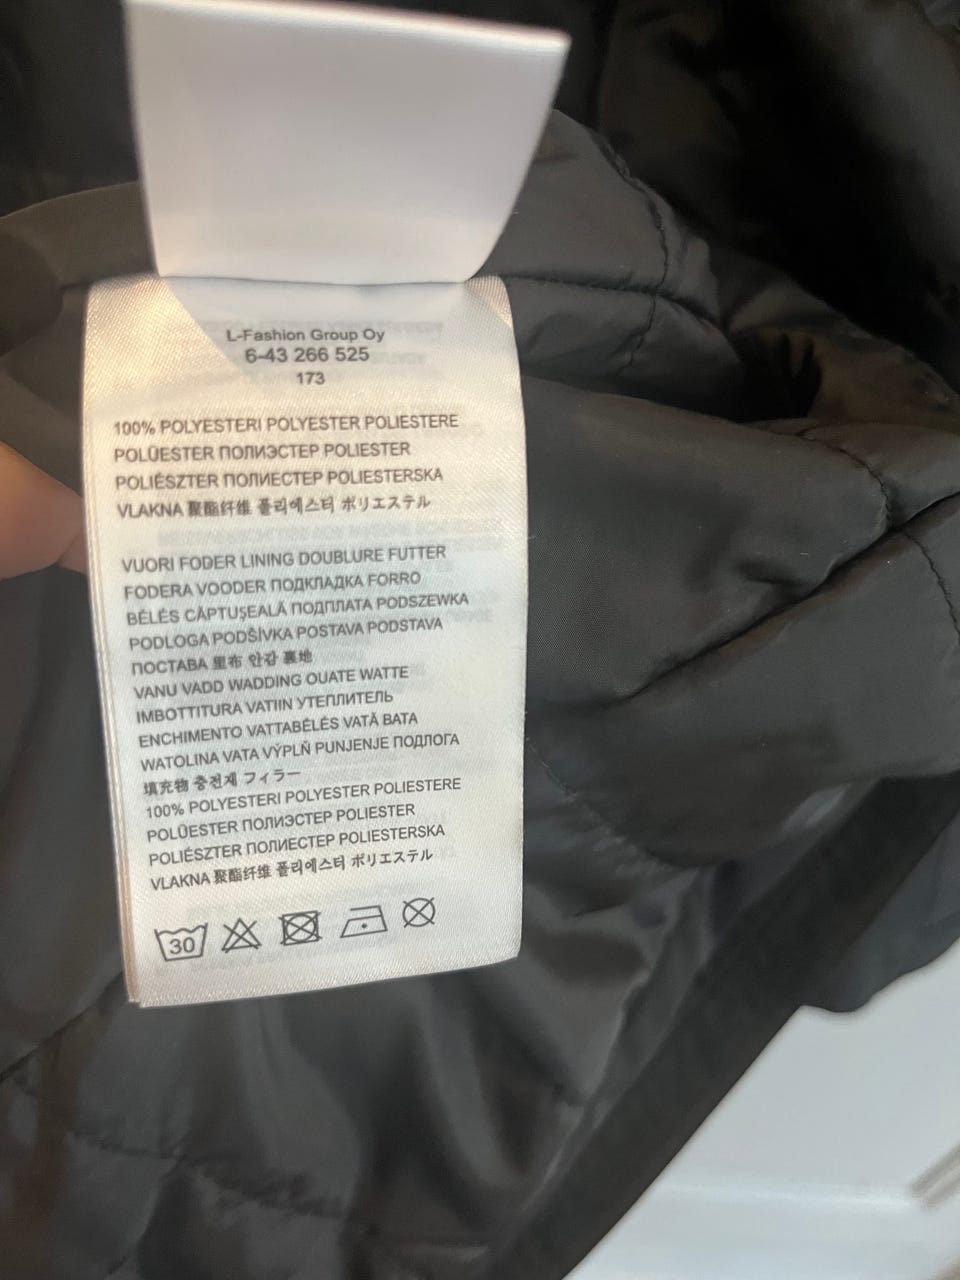 L-Fashion Group Oy
6-43 266 525
173
100% POLYESTERI POLYESTER POLIESTERE
POLÜESTER ПОЛИЭСТЕР POLIESTER
POLIÉSZTER ПОЛИЕСТЕР POLIESTERSKA
VLAKNA 聚酯纤维 폴리에스터 ポリエステル
VUORI FODER LINING DOUBLURE FUTTER
FODERA VOODER ПОДКЛАДКА FORRO
BÉLÉS CĂPTUŞEALĂ ПОДПЛАТА PODSZEWKA
PODLOGA PODŠÍVKA POSTAVA PODSTAVA
ПОСТАВА 里布 안감 裏地
VANU VADD WADDING OUATE WATTE
IMBOTTITURA VATIIN УТЕПЛИТЕЛЬ
ENCHIMENTO VATTABÉLÉS VATĂ ВАТА
WATOLINA VATA VÝPLŇ PUNJENJE ПОДЛОГА
填充物 충전재 フィラー
100% POLYESTERI POLYESTER POLIESTERE
POLÜESTER ПОЛИЭСТЕР POLIESTER
POLIÉSZTER ПОЛИЕСТЕР POLIESTERSKA
VLAKNA 聚酯纤维 폴리에스터 ポリエステル
30